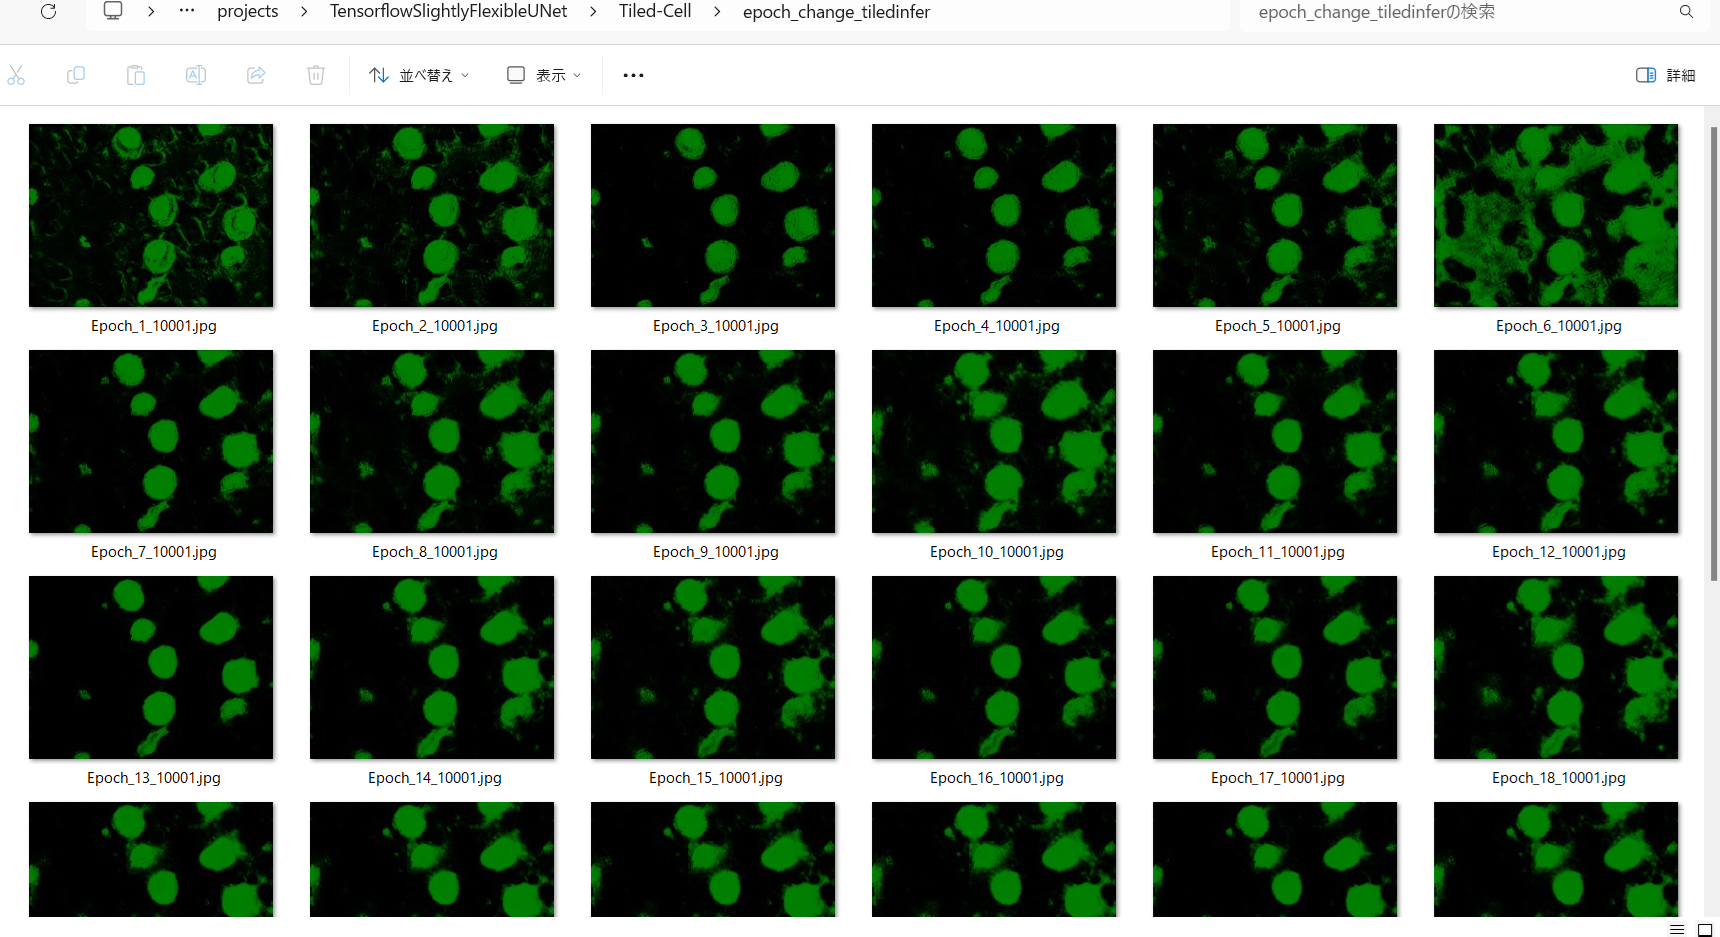 projects > TensorflowSlightlyFlexibleUNet > Tiled-Cell > epoch_change_tiledinfer
epoch_change_tiledinferの検索
並べ替え 表示 詳細
Epoch_1_10001.jpg Epoch_2_10001.jpg Epoch_3_10001.jpg Epoch_4_10001.jpg Epoch_5_10001.jpg Epoch_6_10001.jpg
Epoch_7_10001.jpg Epoch_8_10001.jpg Epoch_9_10001.jpg Epoch_10_10001.jpg Epoch_11_10001.jpg Epoch_12_10001.jpg
Epoch_13_10001.jpg Epoch_14_10001.jpg Epoch_15_10001.jpg Epoch_16_10001.jpg Epoch_17_10001.jpg Epoch_18_10001.jpg